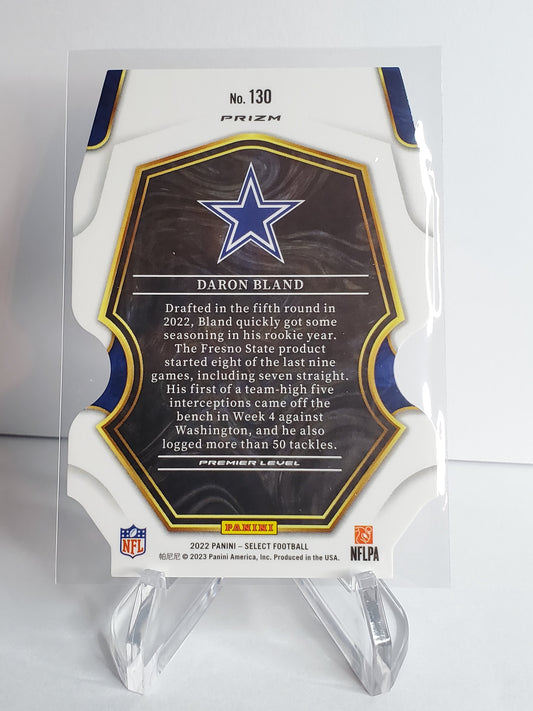 No. 130
PRIZM
DARON BLAND
Drafted in the fifth round in
2022, Bland quickly got some
seasoning in his rookie year.
The Fresno State product
started eight of the last nine
games, including seven straight.
His first of a team-high five
interceptions came off the
bench in Week 4 against
Washington, and he also
logged more than 50 tackles.
PREMIER LEVEL
PANINI
NFL
NFLPA
2022 PANINI – SELECT FOOTBALL
帕尼尼 © 2023 Panini America, Inc. Produced in the USA.